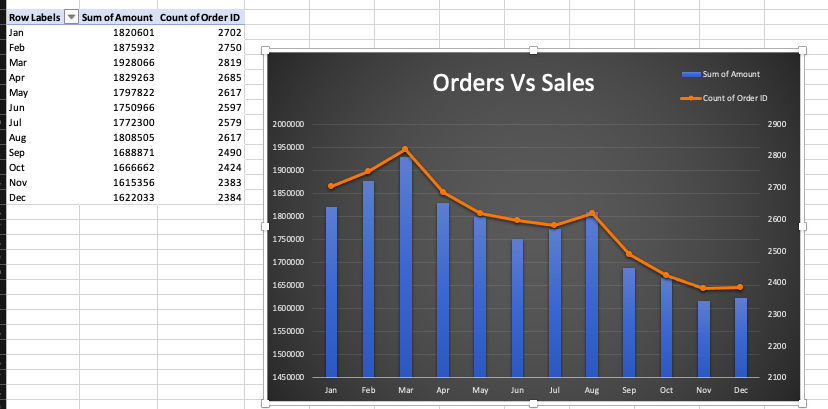 Row Labels Sum of Amount Count of Order ID
Jan 1820601 2702
Feb 1875932 2750
Mar 1928066 2819
Apr 1829263 2685
May 1797822 2617
Jun 1750966 2597
Jul 1772300 2579
Aug 1808505 2617
Sep 1688871 2490
Oct 1666662 2424
Nov 1615356 2383
Dec 1622033 2384
Orders Vs Sales
Sum of Amount
Count of Order ID
2000000 2900
1950000
1900000 2800
1850000 2700
1800000 2600
1750000
1700000 2500
1650000 2400
1600000 2300
1550000
1500000 2200
1450000 2100
Jan Feb Mar Apr May Jun Jul Aug Sep Oct Nov Dec